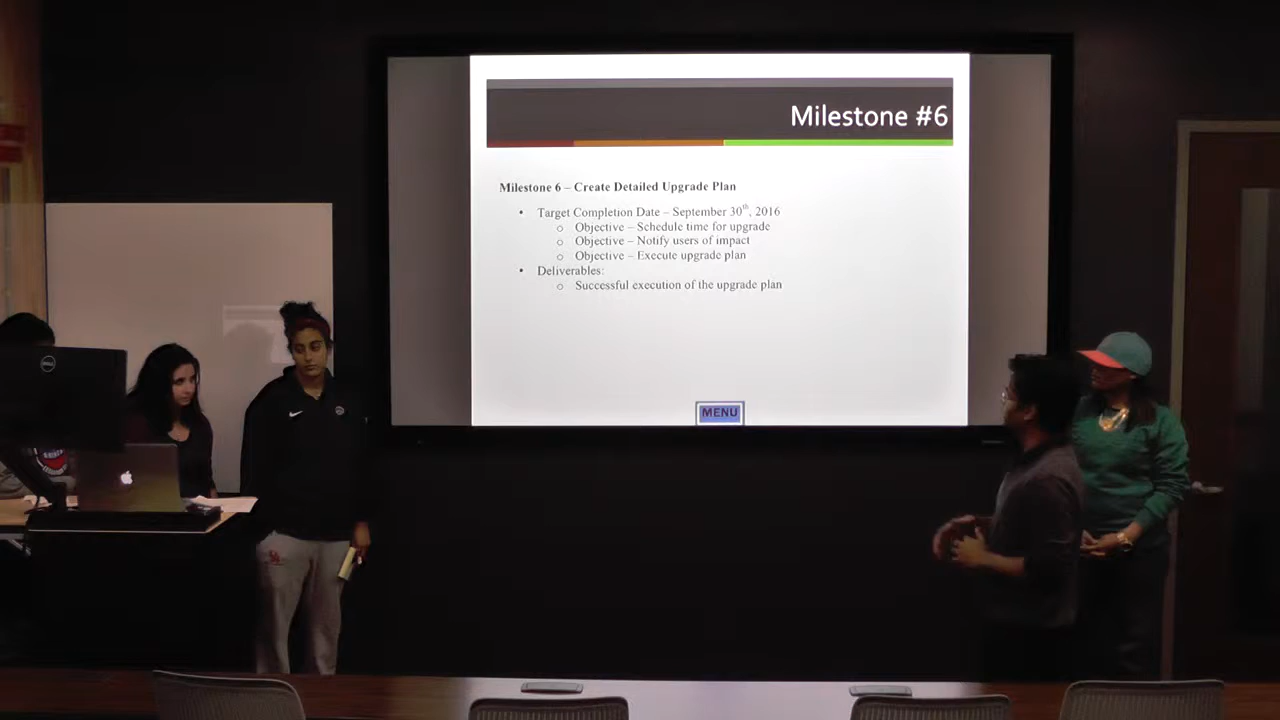 Milestone #6
Milestone 6 – Create Detailed Upgrade Plan
• Target Completion Date – September 30th, 2016
o Objective – Schedule time for upgrade
o Objective – Notify users of impact
o Objective – Execute upgrade plan
• Deliverables:
o Successful execution of the upgrade plan
MENU
DELL